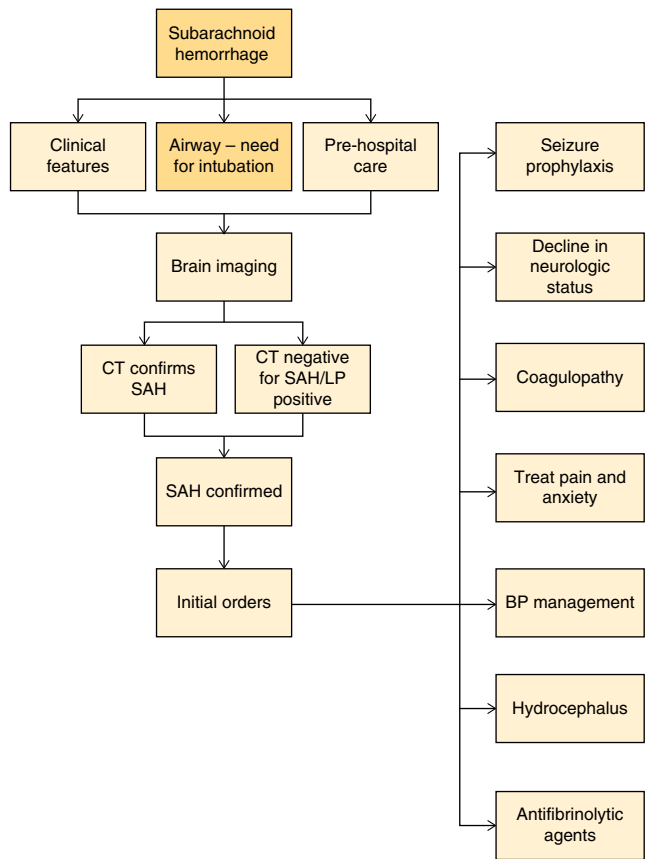 Subarachnoid
hemorrhage
Clinical
features
Airway – need
for intubation
Pre-hospital
care
Brain imaging
CT confirms
SAH
CT negative
for SAH/LP
positive
SAH confirmed
Initial orders
Seizure
prophylaxis
Decline in
neurologic
status
Coagulopathy
Treat pain and
anxiety
BP management
Hydrocephalus
Antifibrinolytic
agents